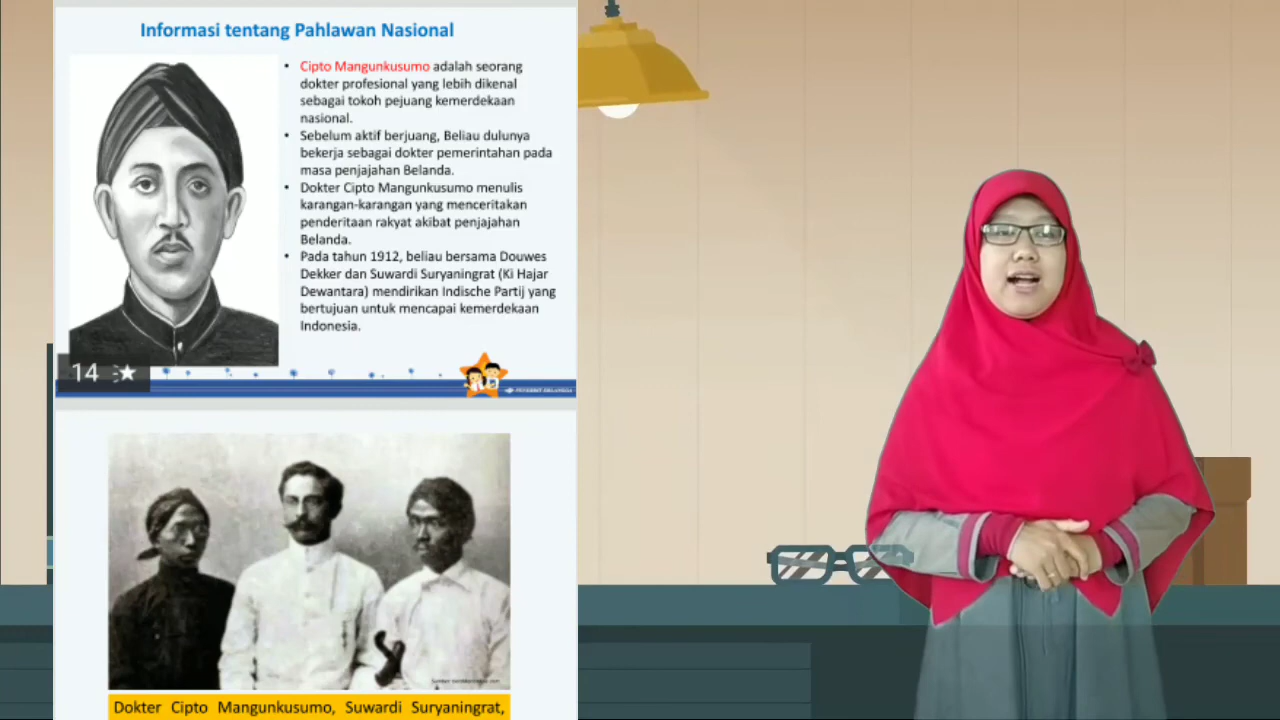 Informasi tentang Pahlawan Nasional
• Cipto Mangunkusumo adalah seorang
dokter profesional yang lebih dikenal
sebagai tokoh pejuang kemerdekaan
nasional.
• Sebelum aktif berjuang, Beliau dulunya
bekerja sebagai dokter pemerintahan pada
masa penjajahan Belanda.
• Dokter Cipto Mangunkusumo menulis
karangan-karangan yang menceritakan
penderitaan rakyat akibat penjajahan
Belanda.
• Pada tahun 1912, beliau bersama Douwes
Dekker dan Suwardi Suryaningrat (Ki Hajar
Dewantara) mendirikan Indische Partij yang
bertujuan untuk mencapai kemerdekaan
Indonesia.
14
Dokter Cipto Mangunkusumo, Suwardi Suryaningrat,